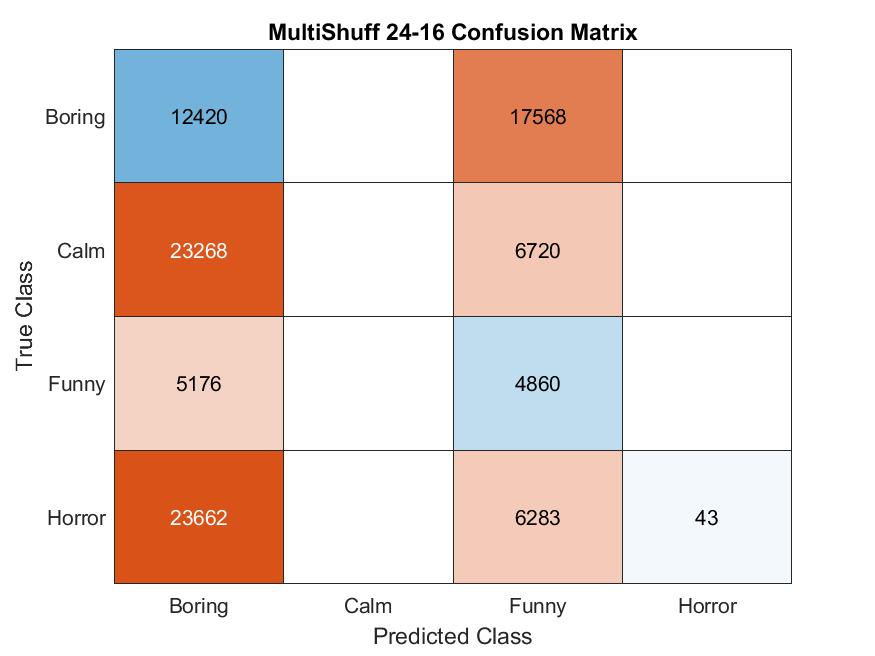 MultiShuff 24-16 Confusion Matrix
True Class
Boring 12420 17568
Calm 23268 6720
Funny 5176 4860
Horror 23662 6283 43
Boring Calm Funny Horror
Predicted Class